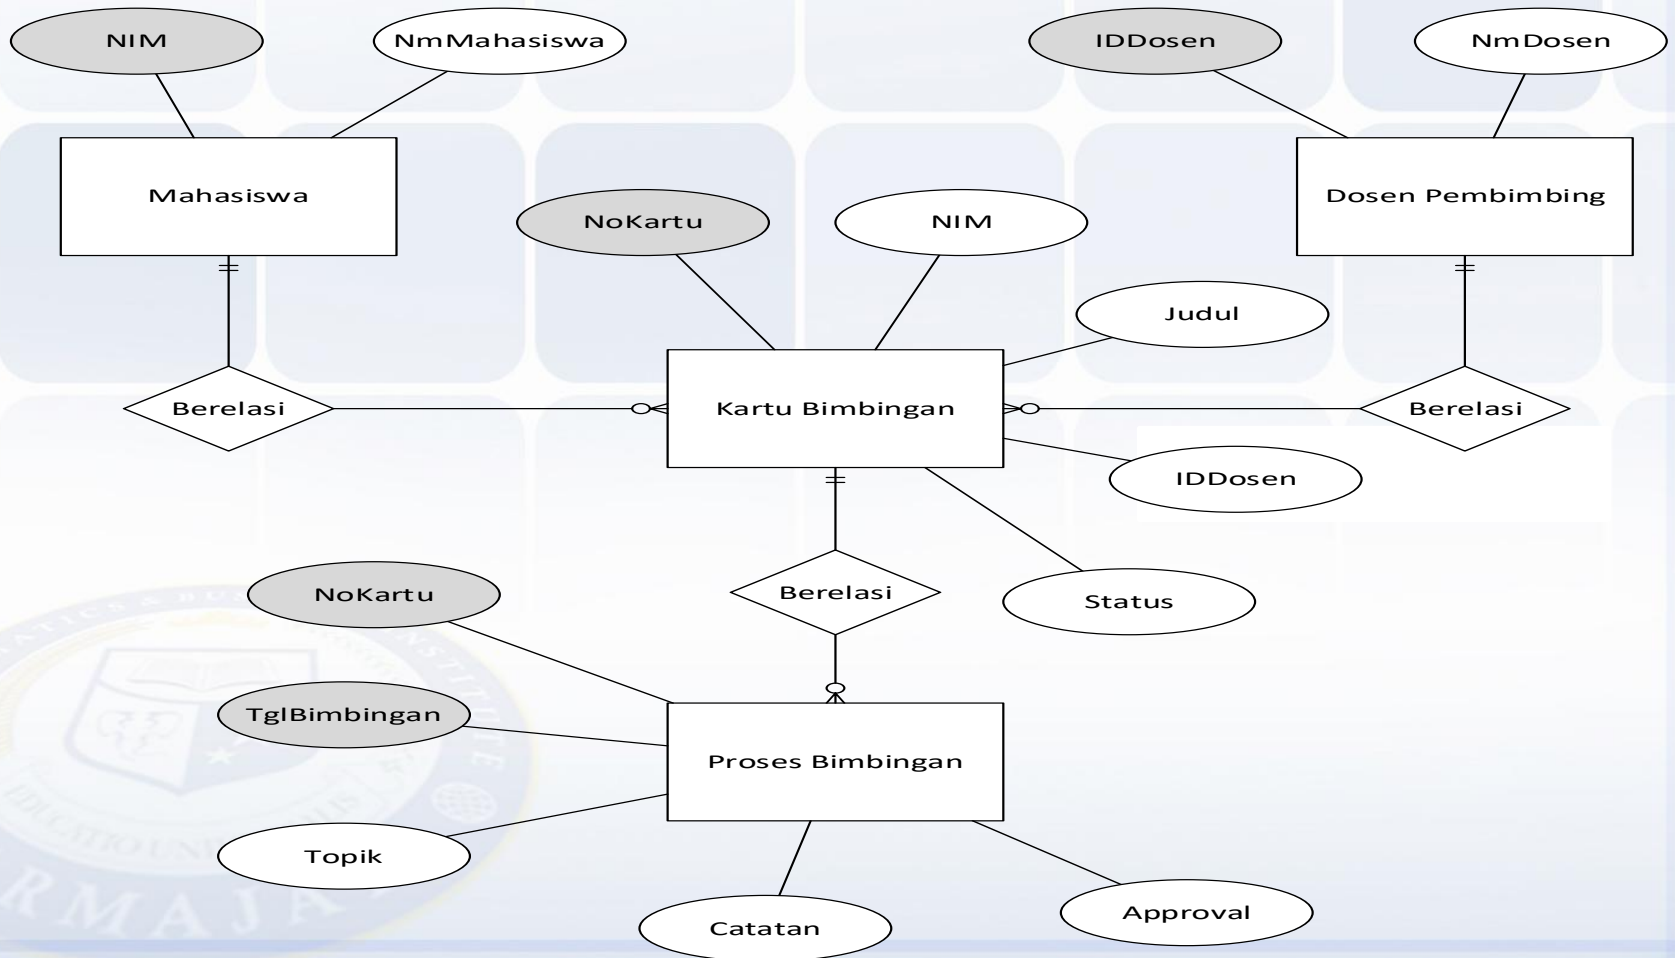 NIM
NmMahasiswa
IDDosen
NmDosen
Mahasiswa
Dosen Pembimbing
NoKartu
NIM
Judul
Berelasi
Kartu Bimbingan
Berelasi
IDDosen
Berelasi
Status
NoKartu
TglBimbingan
Proses Bimbingan
Topik
Catatan
Approval